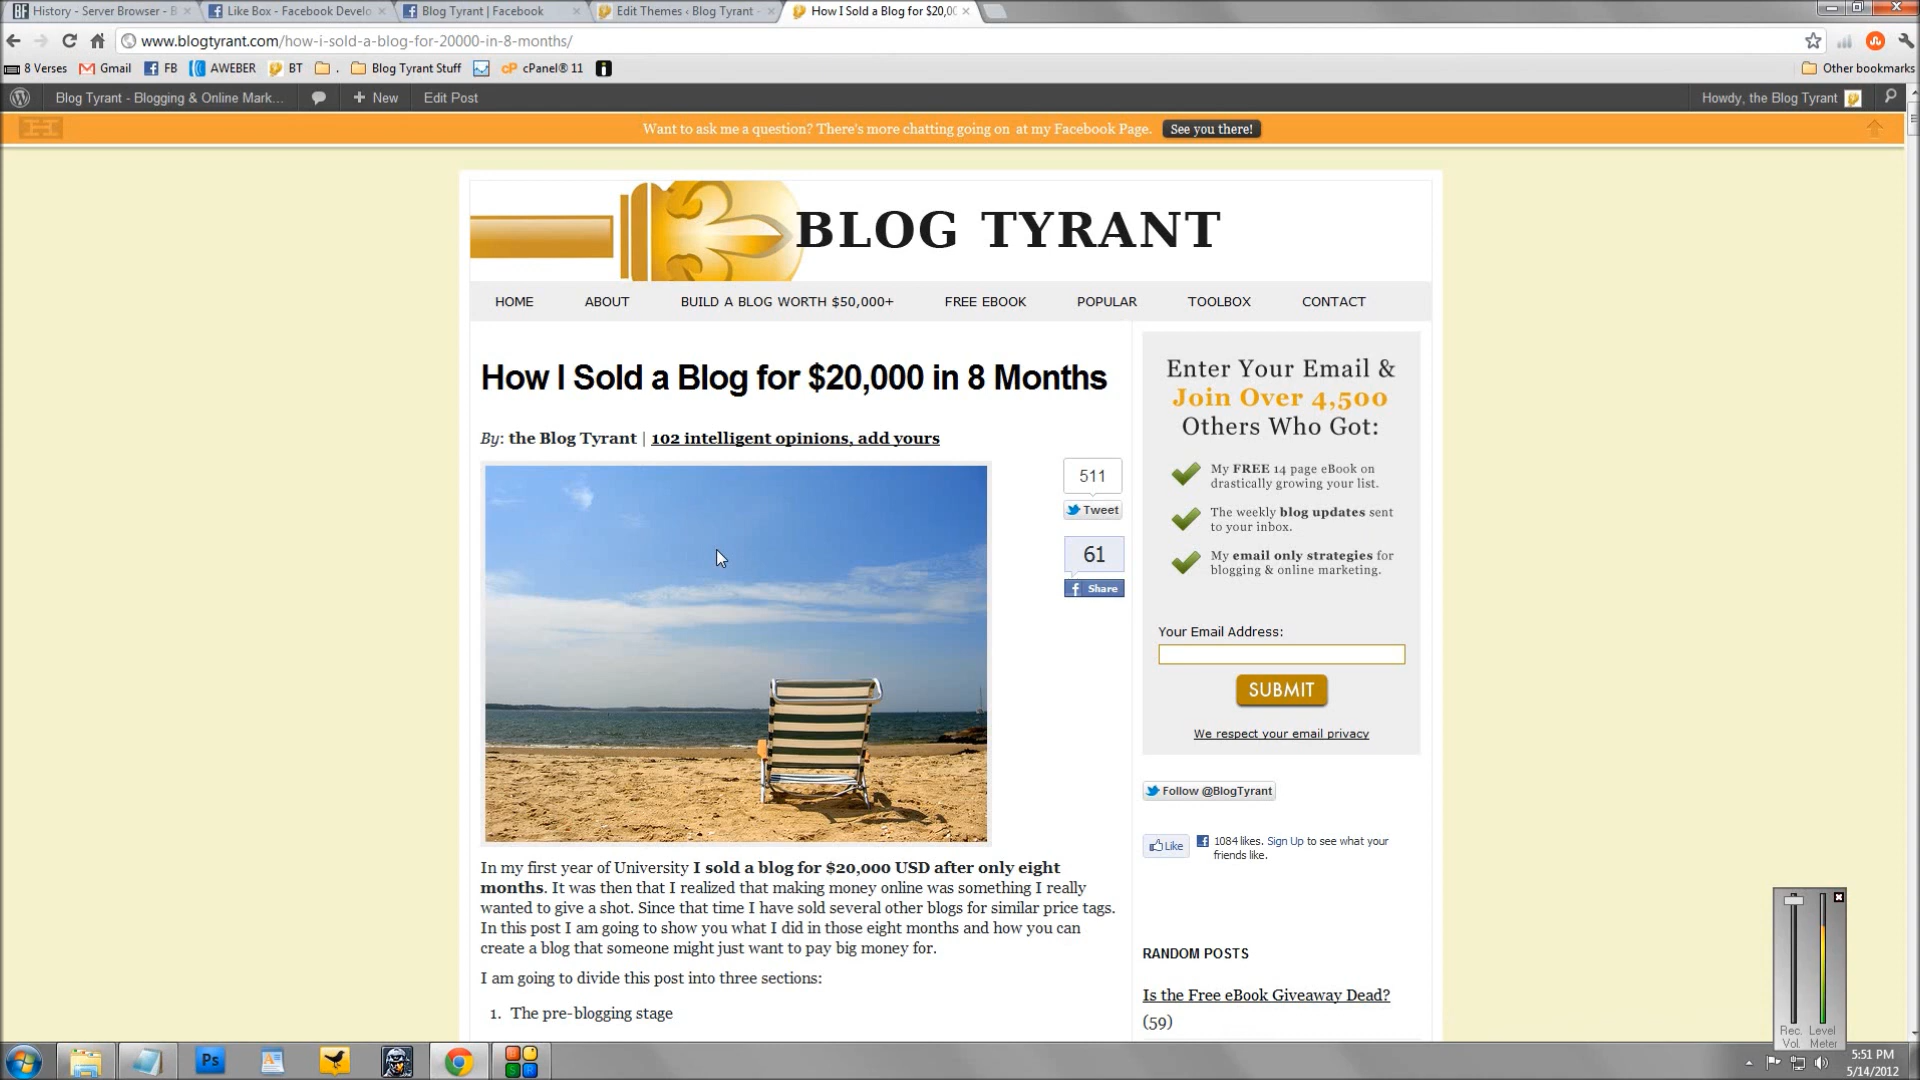 History - Server Browser - B
Like Box - Facebook Develo
Blog Tyrant | Facebook
Edit Themes ‹ Blog Tyrant -
How I Sold a Blog for $20,00
www.blogtyrant.com/how-i-sold-a-blog-for-20000-in-8-months/
8 Verses
Gmail
FB
AWEBER
BT
.
Blog Tyrant Stuff
cPanel® 11
Other bookmarks
Blog Tyrant - Blogging & Online Mark...
New
Edit Post
Howdy, the Blog Tyrant
Want to ask me a question? There's more chatting going on at my Facebook Page.
See you there!
BLOG TYRANT
HOME
ABOUT
BUILD A BLOG WORTH $50,000+
FREE EBOOK
POPULAR
TOOLBOX
CONTACT
How I Sold a Blog for $20,000 in 8 Months
By: the Blog Tyrant | 102 intelligent opinions, add yours
511
Tweet
61
Share
In my first year of University I sold a blog for $20,000 USD after only eight
months. It was then that I realized that making money online was something I really
wanted to give a shot. Since that time I have sold several other blogs for similar price tags.
In this post I am going to show you what I did in those eight months and how you can
create a blog that someone might just want to pay big money for.
I am going to divide this post into three sections:
1. The pre-blogging stage
Enter Your Email &
Join Over 4,500
Others Who Got:
My FREE 14 page eBook on
drastically growing your list.
The weekly blog updates sent
to your inbox.
My email only strategies for
blogging & online marketing.
Your Email Address:
SUBMIT
We respect your email privacy
Follow @BlogTyrant
Like
1084 likes. Sign Up to see what your
friends like.
RANDOM POSTS
Is the Free eBook Giveaway Dead?
(59)
Rec. Level
Vol. Meter
Ps
5:51 PM
5/14/2012